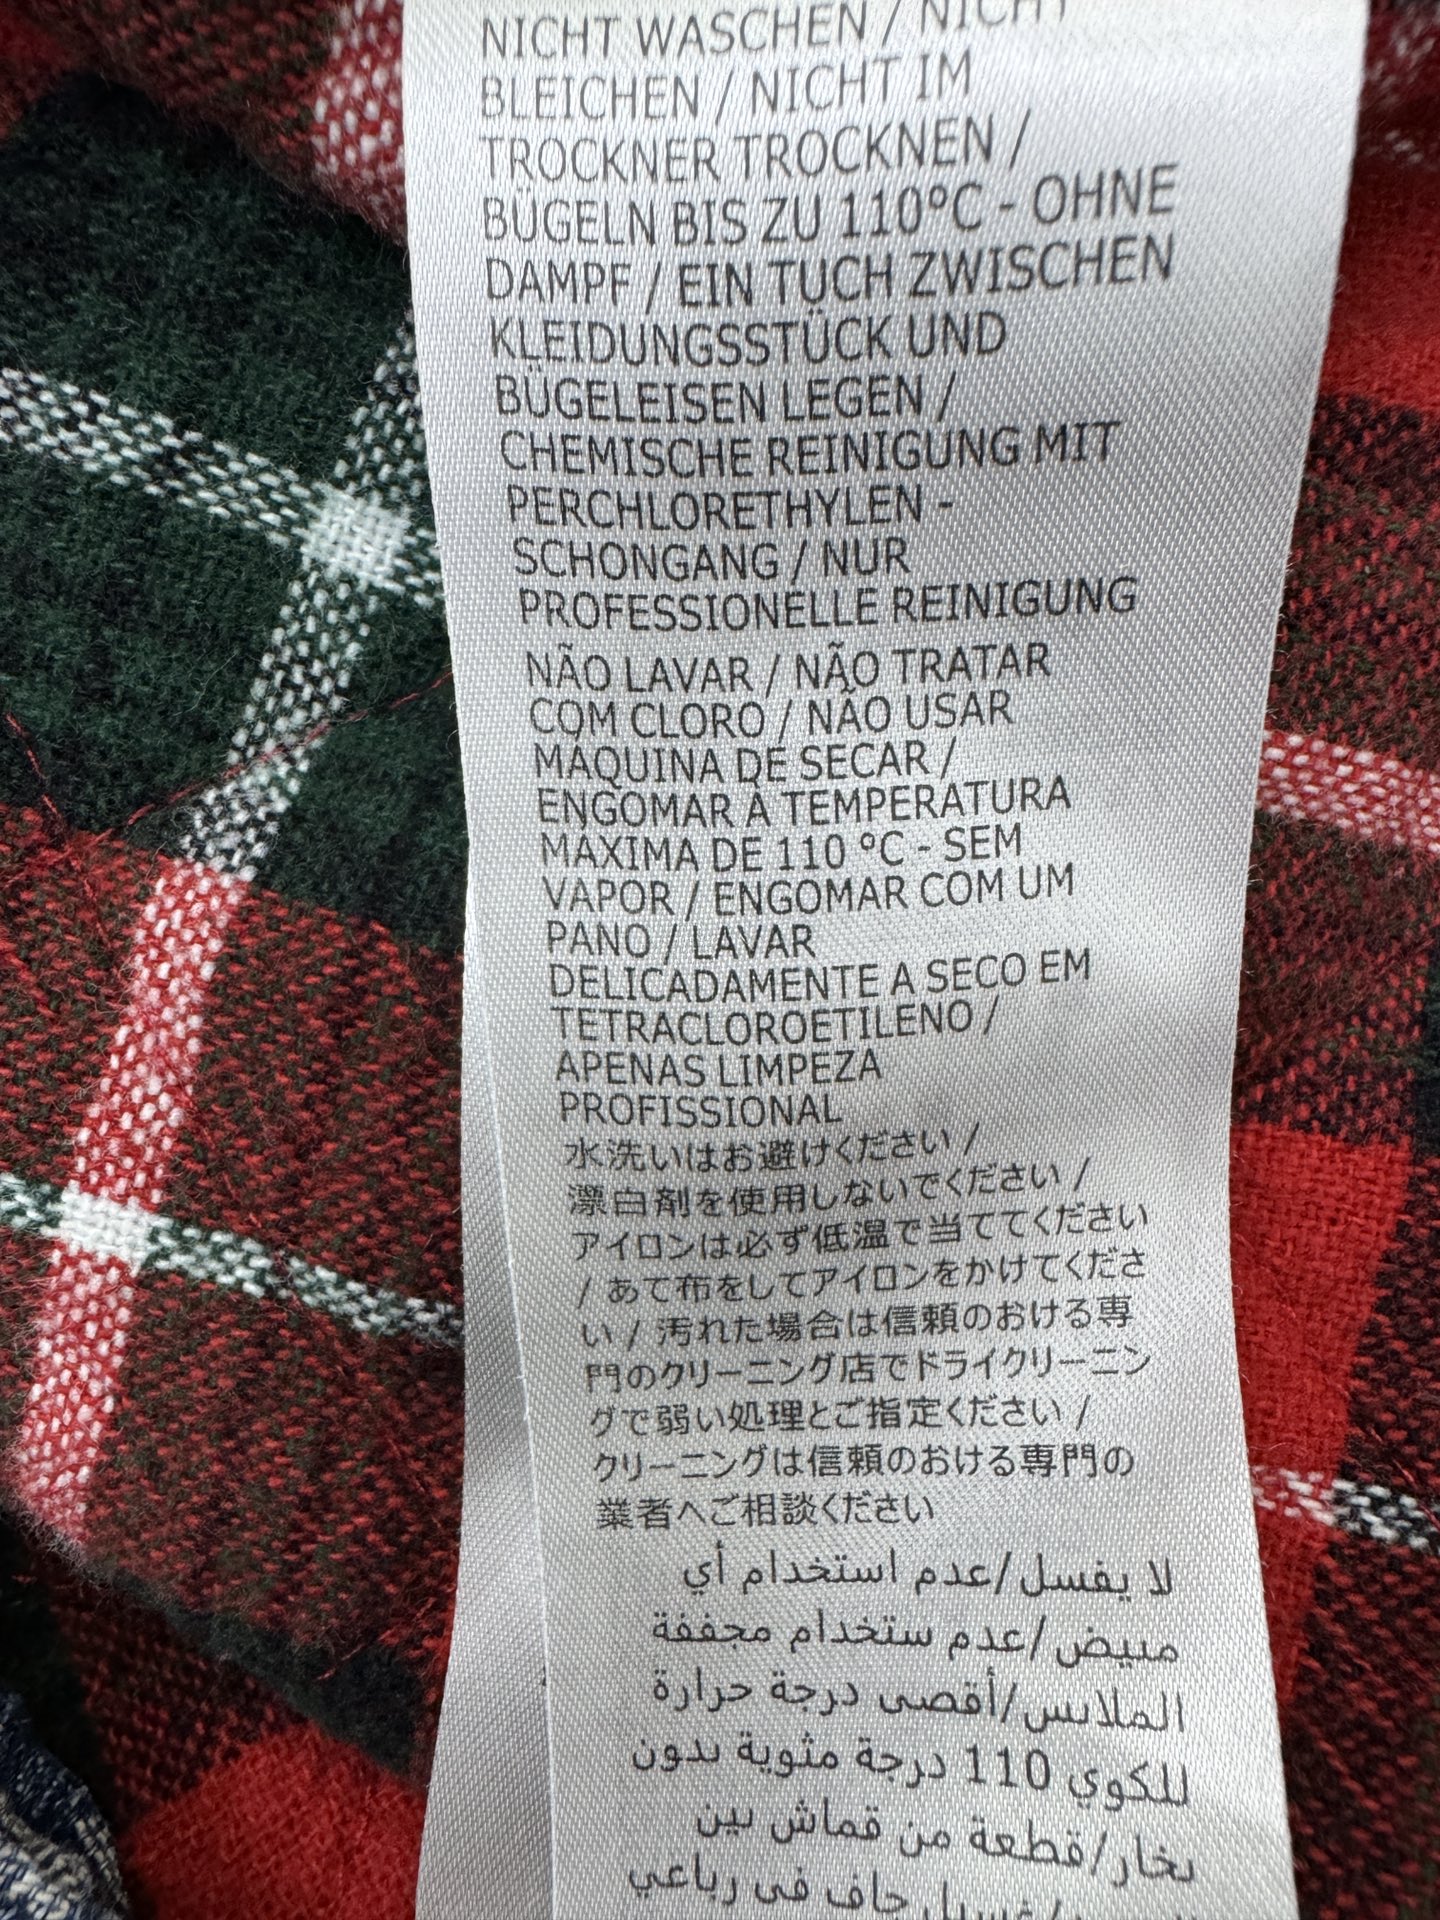 NICHT WASCHEN / NICHT
BLEICHEN / NICHT IM
TROCKNER TROCKNEN /
BÜGELN BIS ZU 110°C - OHNE
DAMPF / EIN TUCH ZWISCHEN
KLEIDUNGSSTÜCK UND
BÜGELEISEN LEGEN /
CHEMISCHE REINIGUNG MIT
PERCHLORETHYLEN -
SCHONGANG / NUR
PROFESSIONELLE REINIGUNG
NÃO LAVAR / NÃO TRATAR
COM CLORO / NÃO USAR
MÁQUINA DE SECAR /
ENGOMAR À TEMPERATURA
MÁXIMA DE 110 °C - SEM
VAPOR / ENGOMAR COM UM
PANO / LAVAR
DELICADAMENTE A SECO EM
TETRACLOROETILENO /
APENAS LIMPEZA
PROFISSIONAL
水洗いはお避けください /
漂白剤を使用しないでください /
アイロンは必ず低温で当ててください
/ あて布をしてアイロンをかけてくださ
い / 汚れた場合は信頼のおける専
門のクリーニング店でドライクリーニン
グで弱い処理とご指定ください /
クリーニングは信頼のおける専門の
業者へご相談ください
لا يغسل/عدم استخدام أي
مبيض/عدم ستخدام مجففة
الملابس/أقصى درجة حرارة
للكوي 110 درجة مئوية بدون
بخار/قطعة من قماش بين
جاف في رباعي